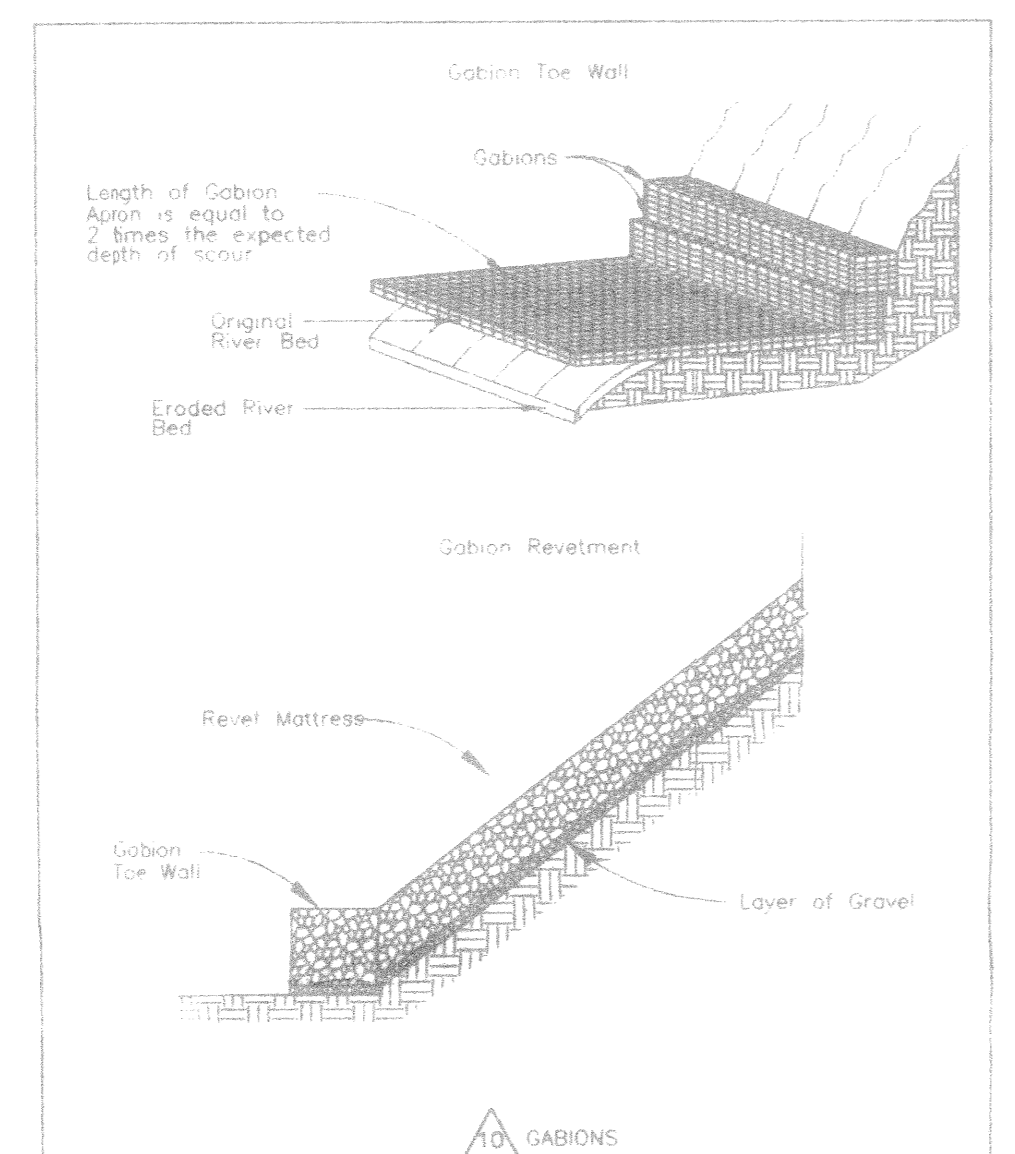 Gabion Toe Wall
Gabions
Length of Gabion
Apron is equal to
2 times the expected
depth of scour
Original
River Bed
Eroded River
Bed
Gabion Revetment
Revet Mattress
Gabion
Toe Wall
Layer of Gravel
10 GABIONS